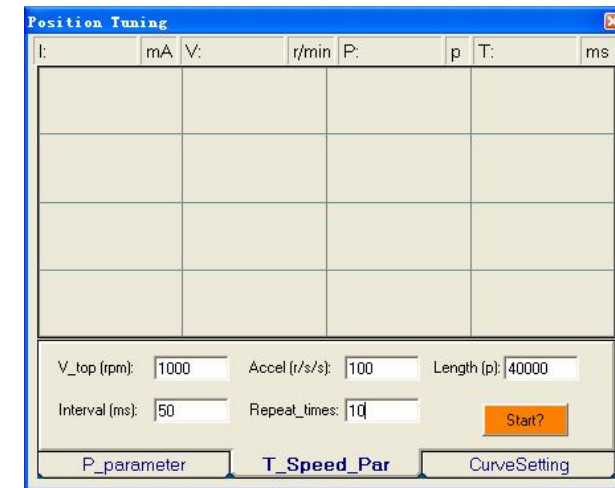 Position Tuning
I: mA V: r/min P: p T: ms
V_top (rpm): 1000 Accel (r/s/s): 100 Length (p): 40000
Interval (ms): 50 Repeat_times: 10 Start?
P_parameter T_Speed_Par CurveSetting